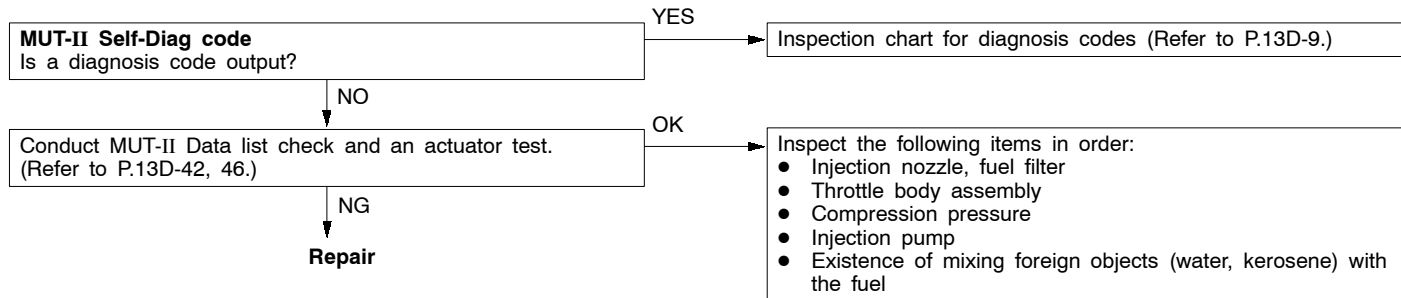 MUT-II Self-Diag code
Is a diagnosis code output?
YES
Inspection chart for diagnosis codes (Refer to P.13D-9.)
NO
Conduct MUT-II Data list check and an actuator test.
(Refer to P.13D-42, 46.)
OK
Inspect the following items in order:
● Injection nozzle, fuel filter
● Throttle body assembly
● Compression pressure
● Injection pump
● Existence of mixing foreign objects (water, kerosene) with
the fuel
NG
Repair